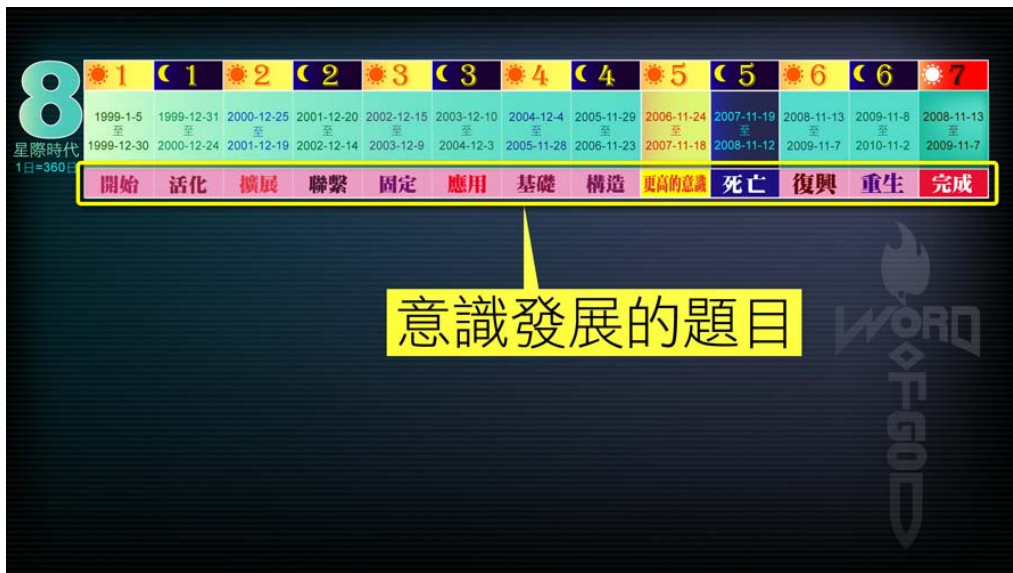 8
星際時代
1日=360日
1 1 2 2 3 3 4 4 5 5 6 6 7
1999-1-5 1999-12-31 2000-12-25 2001-12-20 2002-12-15 2003-12-10 2004-12-4 2005-11-29 2006-11-24 2007-11-19 2008-11-13 2009-11-8 2008-11-13
至 至 至 至 至 至 至 至 至 至 至 至 至
1999-12-30 2000-12-24 2001-12-19 2002-12-14 2003-12-9 2004-12-3 2005-11-28 2006-11-23 2007-11-18 2008-11-12 2009-11-7 2010-11-2 2009-11-7
開始 活化 擴展 聯繫 固定 應用 基礎 構造 更高的意識 死亡 復興 重生 完成
意識發展的題目
WORD
OF GOD